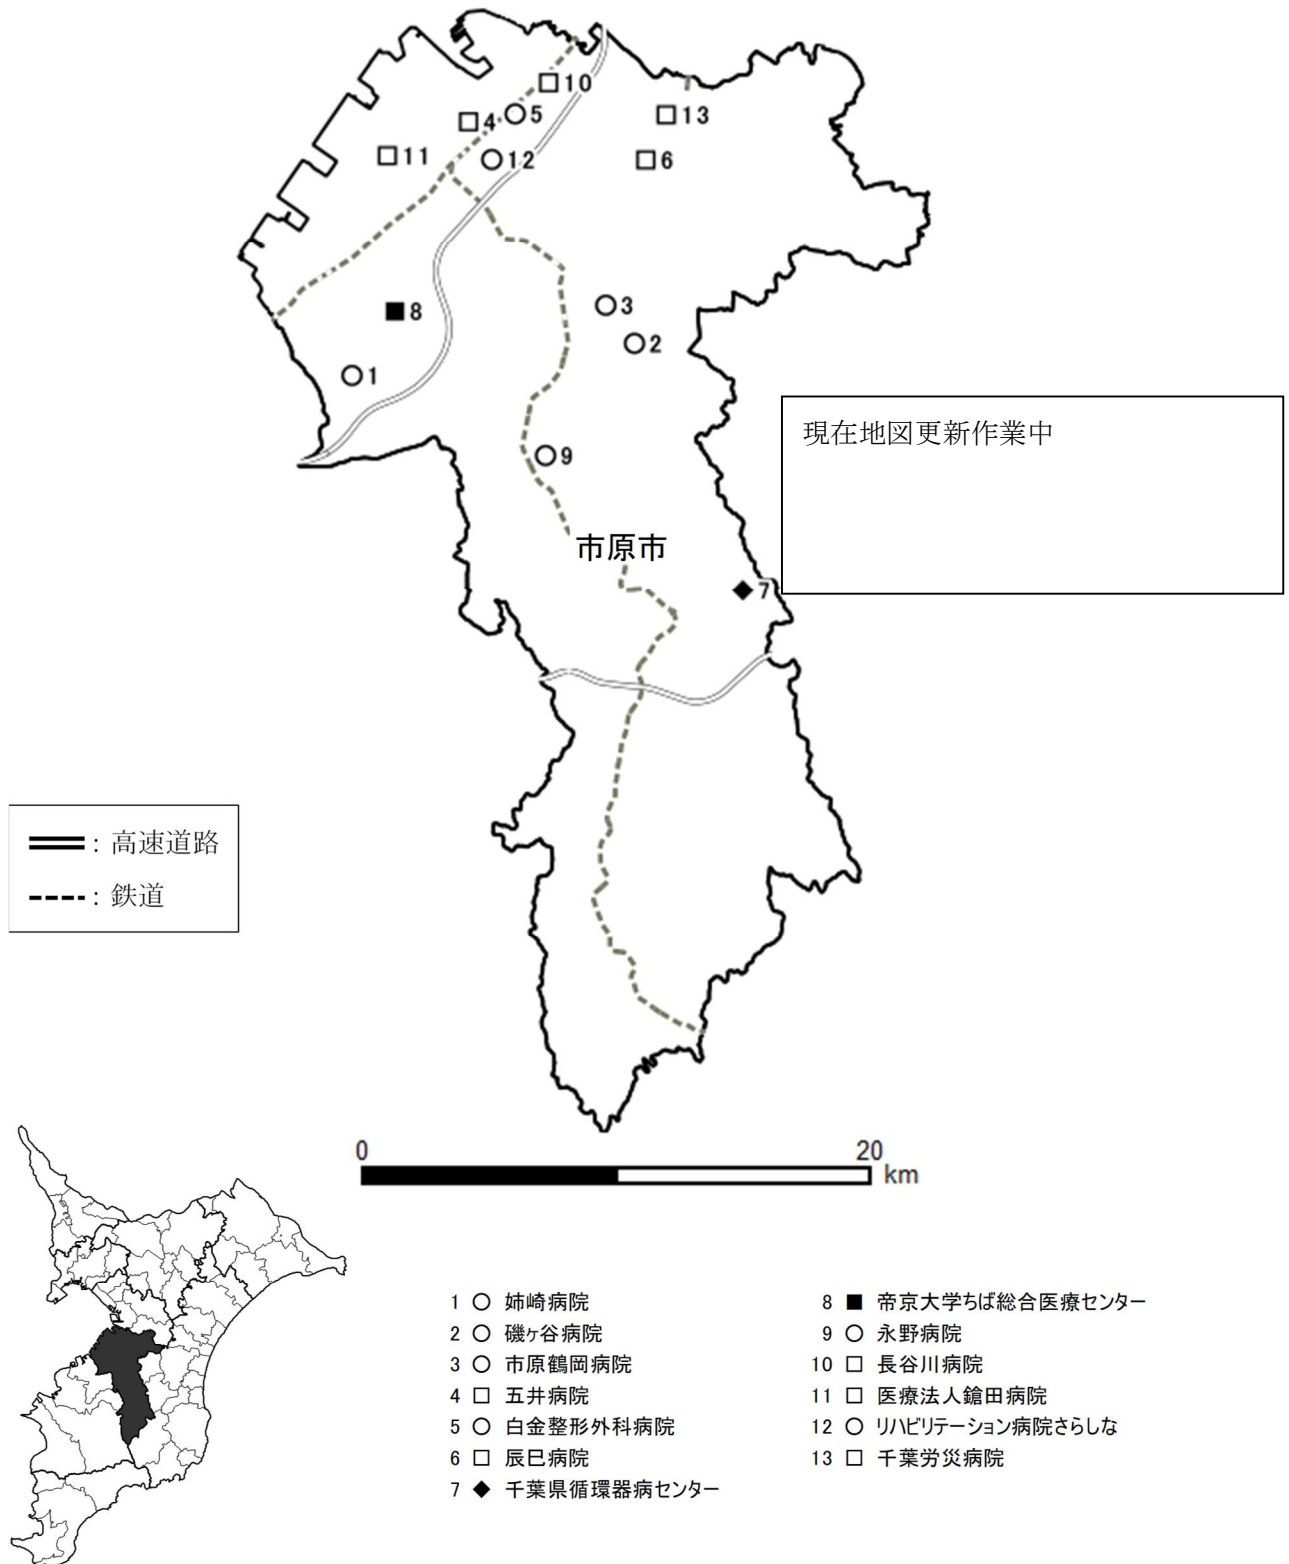 10
4
5
13
11
12
6
3
8
2
1
現在地図更新作業中
9
市原市
7
: 高速道路
: 鉄道
0 20
km
1 ○ 姉崎病院
2 ○ 磯ヶ谷病院
3 ○ 市原鶴岡病院
4 □ 五井病院
5 ○ 白金整形外科病院
6 □ 辰巳病院
7 ◆ 千葉県循環器病センター
8 ■ 帝京大学ちば総合医療センター
9 ○ 永野病院
10 □ 長谷川病院
11 □ 医療法人鎗田病院
12 ○ リハビリテーション病院さらしな
13 □ 千葉労災病院